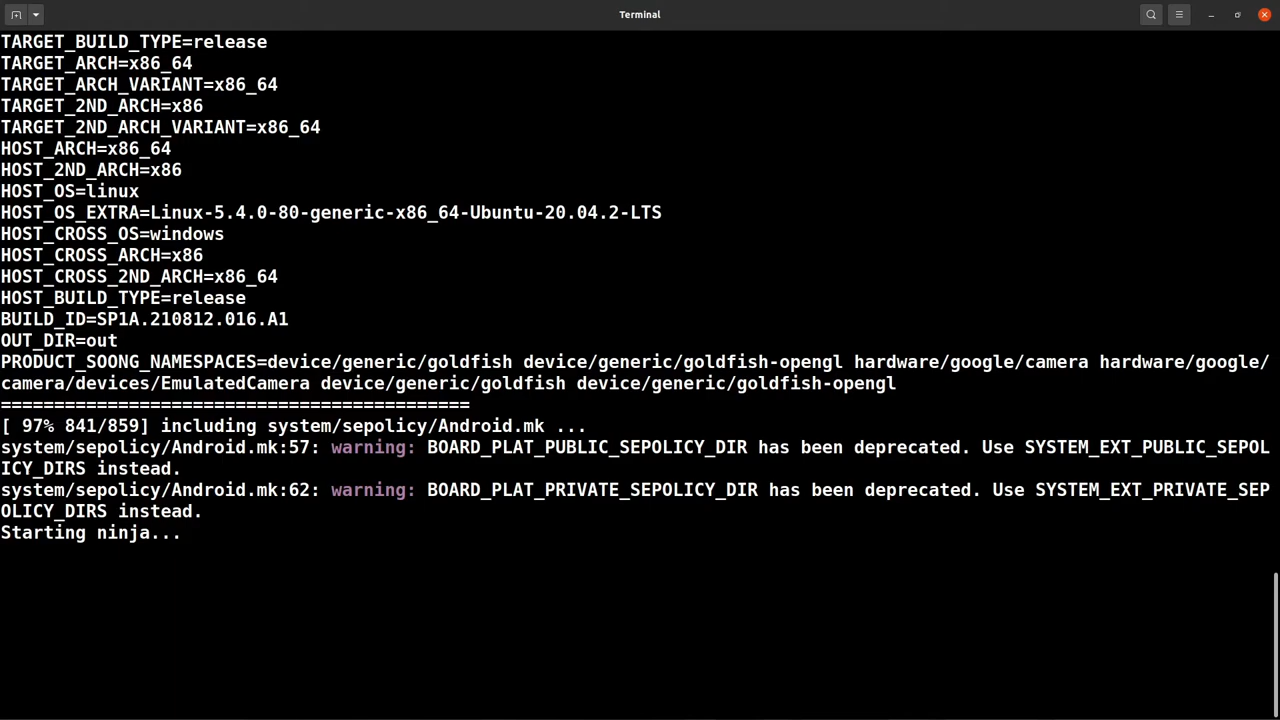 Terminal
TARGET_BUILD_TYPE=release
TARGET_ARCH=x86_64
TARGET_ARCH_VARIANT=x86_64
TARGET_2ND_ARCH=x86
TARGET_2ND_ARCH_VARIANT=x86_64
HOST_ARCH=x86_64
HOST_2ND_ARCH=x86
HOST_OS=linux
HOST_OS_EXTRA=Linux-5.4.0-80-generic-x86_64-Ubuntu-20.04.2-LTS
HOST_CROSS_OS=windows
HOST_CROSS_ARCH=x86
HOST_CROSS_2ND_ARCH=x86_64
HOST_BUILD_TYPE=release
BUILD_ID=SP1A.210812.016.A1
OUT_DIR=out
PRODUCT_SOONG_NAMESPACES=device/generic/goldfish device/generic/goldfish-opengl hardware/google/camera hardware/google/
camera/devices/EmulatedCamera device/generic/goldfish device/generic/goldfish-opengl
============================================
[ 97% 841/859] including system/sepolicy/Android.mk ...
system/sepolicy/Android.mk:57: warning: BOARD_PLAT_PUBLIC_SEPOLICY_DIR has been deprecated. Use SYSTEM_EXT_PUBLIC_SEPOL
ICY_DIRS instead.
system/sepolicy/Android.mk:62: warning: BOARD_PLAT_PRIVATE_SEPOLICY_DIR has been deprecated. Use SYSTEM_EXT_PRIVATE_SEP
OLICY_DIRS instead.
Starting ninja...